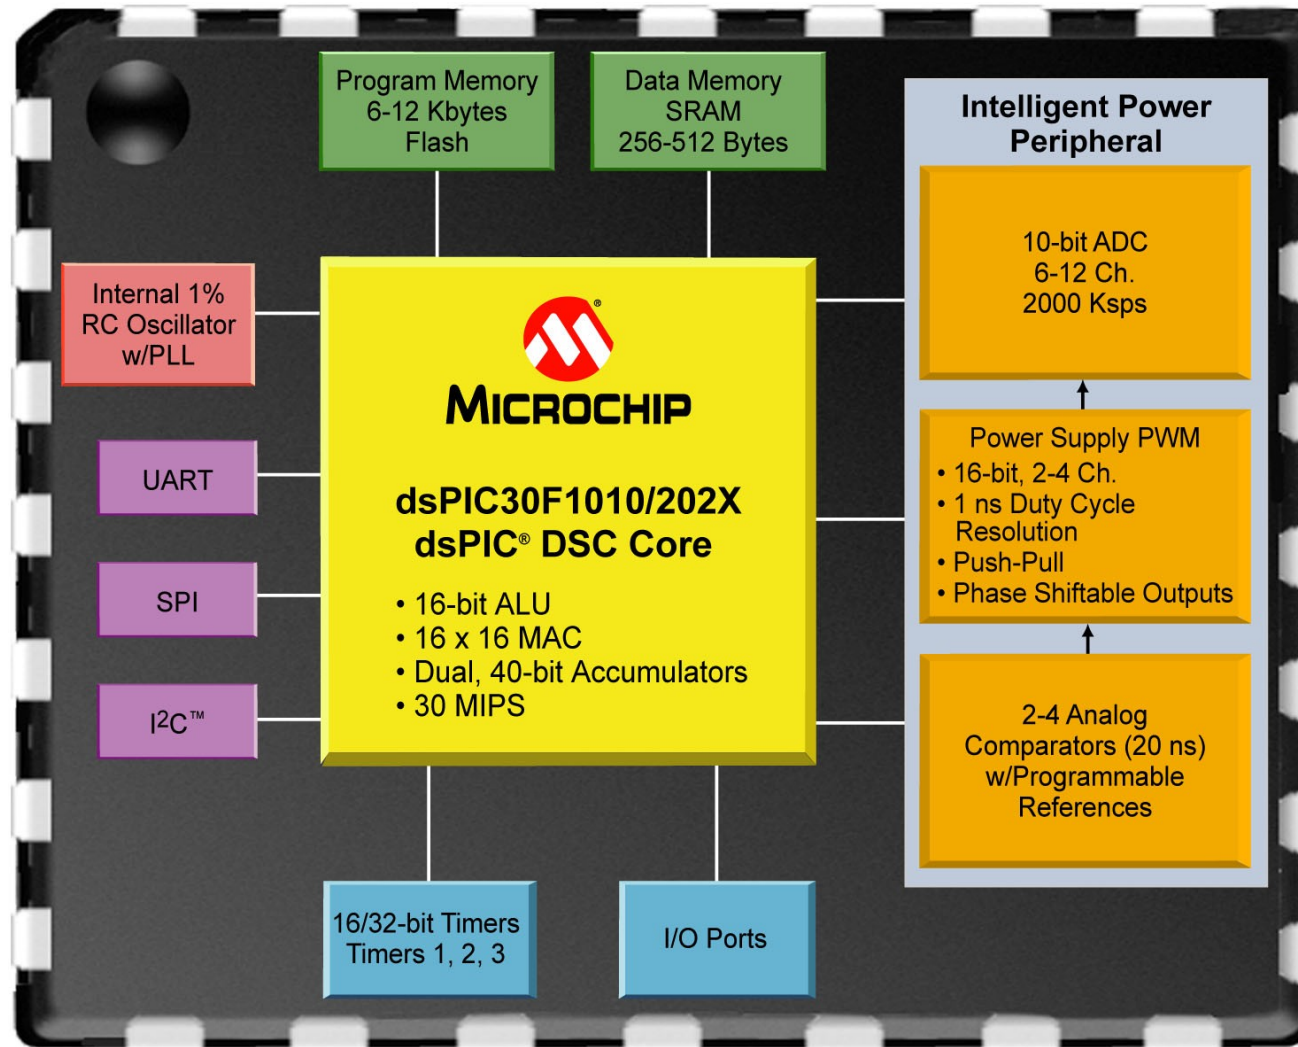 Program Memory
6-12 Kbytes
Flash
Data Memory
SRAM
256-512 Bytes
Intelligent Power
Peripheral
10-bit ADC
6-12 Ch.
2000 Ksps
Internal 1%
RC Oscillator
w/PLL
®
MICROCHIP
dsPIC30F1010/202X
dsPIC® DSC Core
• 16-bit ALU
• 16 x 16 MAC
• Dual, 40-bit Accumulators
• 30 MIPS
UART
SPI
I²C™
Power Supply PWM
• 16-bit, 2-4 Ch.
• 1 ns Duty Cycle
Resolution
• Push-Pull
• Phase Shiftable Outputs
2-4 Analog
Comparators (20 ns)
w/Programmable
References
16/32-bit Timers
Timers 1, 2, 3
I/O Ports